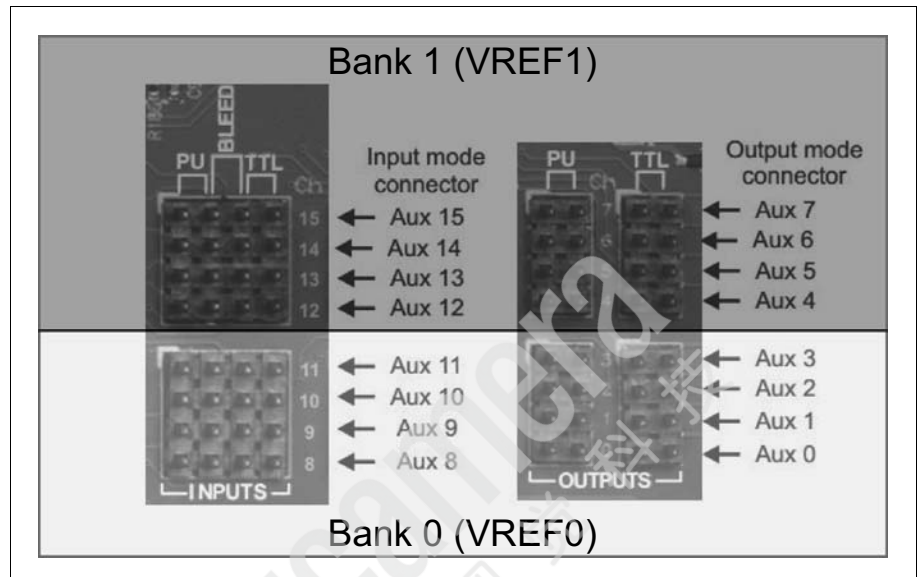 Bank 1 (VREF1)
BLEED
PU TTL
Ch
Input mode
connector
15 Aux 15
14 Aux 14
13 Aux 13
12 Aux 12
11 Aux 11
10 Aux 10
9 Aux 9
8 Aux 8
INPUTS
PU TTL
Ch
Output mode
connector
7 Aux 7
6 Aux 6
5 Aux 5
Aux 4
3 Aux 3
2 Aux 2
1 Aux 1
Aux 0
OUTPUTS
Bank 0 (VREF0)